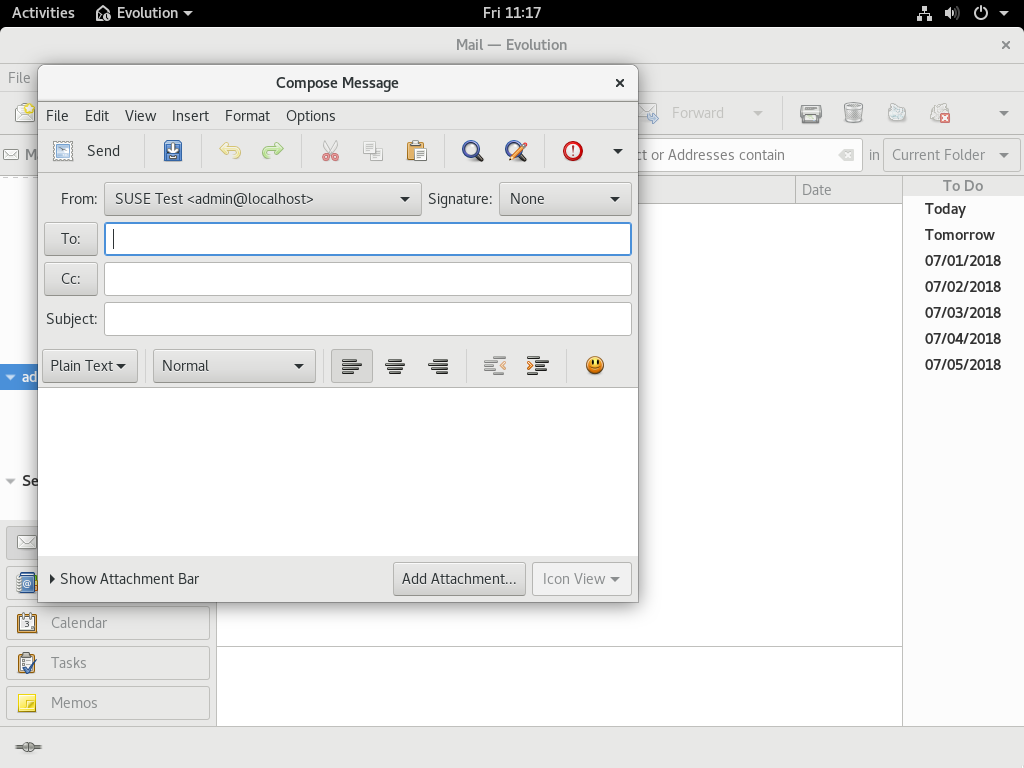 Activities Evolution Fri 11:17
Mail — Evolution
File
Compose Message
File Edit View Insert Format Options
Forward
Send
ct or Addresses contain in Current Folder
From: SUSE Test <admin@localhost> Signature: None
Date
To Do
Today
Tomorrow
07/01/2018
07/02/2018
07/03/2018
07/04/2018
07/05/2018
To:
Cc:
Subject:
Plain Text Normal
ad
Se
Show Attachment Bar Add Attachment... Icon View
Calendar
Tasks
Memos